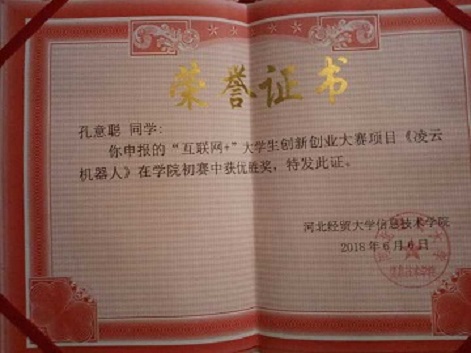 荣誉证书
孔意聪 同学：
你申报的“互联网+”大学生创新创业大赛项目《凌云
机器人》在学院初赛中获优胜奖，特发此证。
河北经贸大学信息技术学院
2018年6月6日